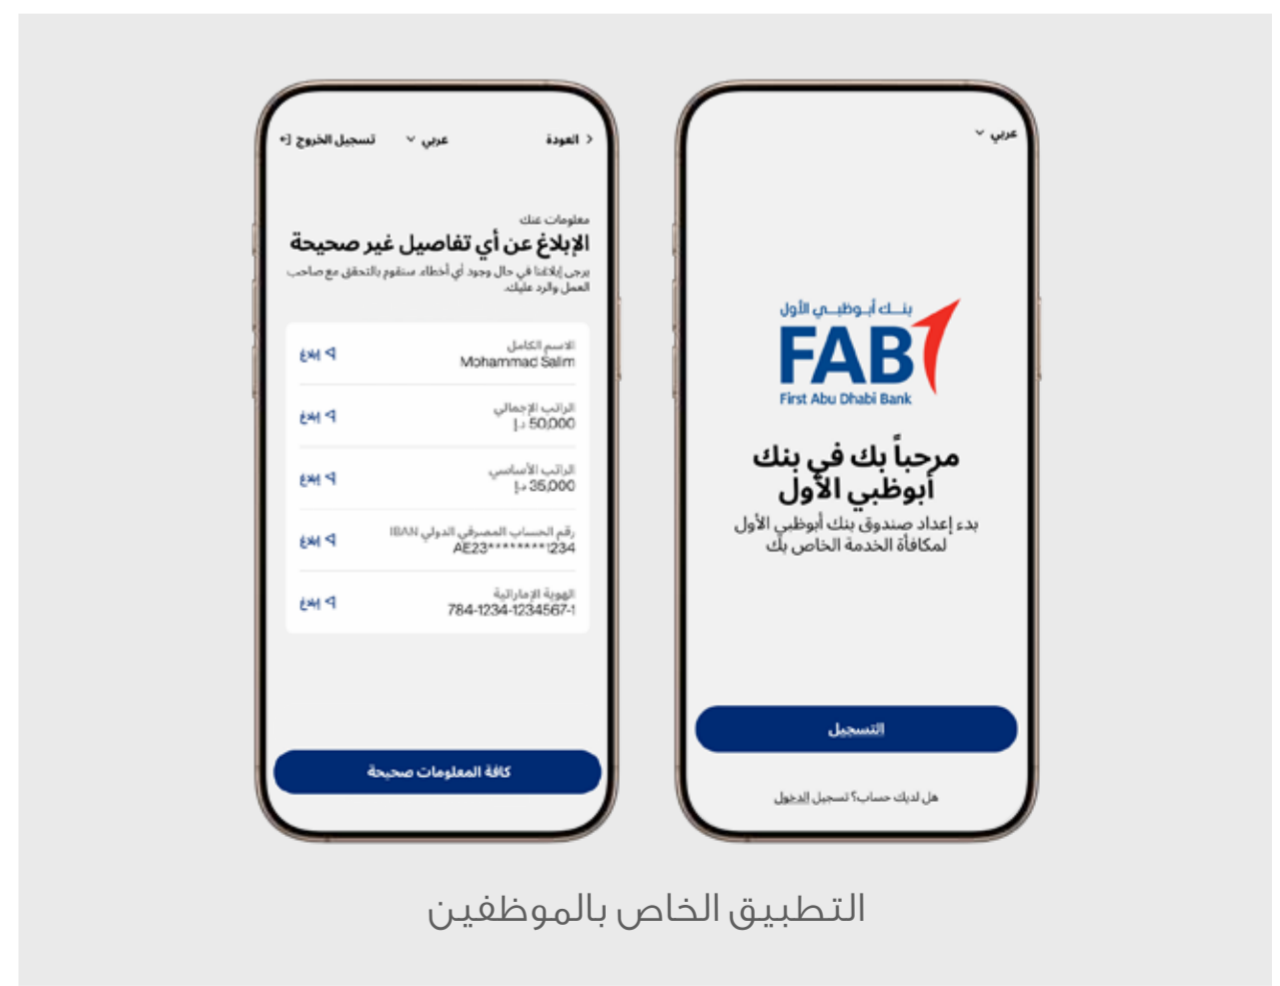 عربي
بنك أبوظبي الأول
FAB
First Abu Dhabi Bank
مرحباً بك في بنك
أبوظبي الأول
بدء إعداد صندوق بنك أبوظبي الأول
لمكافأة الخدمة الخاص بك
التسجيل
هل لديك حساب؟ تسجيل الدخول
العودة
عربي
تسجيل الخروج
معلومات عنك
الإبلاغ عن أي تفاصيل غير صحيحة
يرجى إبلاغنا في حال وجود أي أخطاء. سنقوم بالتحقق مع صاحب
العمل والرد عليك.
الاسم الكامل
Mohammad Salim
إبلاغ
الراتب الإجمالي
50,000 د.إ
إبلاغ
الراتب الأساسي
35,000 د.إ
إبلاغ
رقم الحساب المصرفي الدولي IBAN
AE23********1234
إبلاغ
الهوية الإماراتية
784-1234-1234567-1
إبلاغ
كافة المعلومات صحيحة
التطبيق الخاص بالموظفين